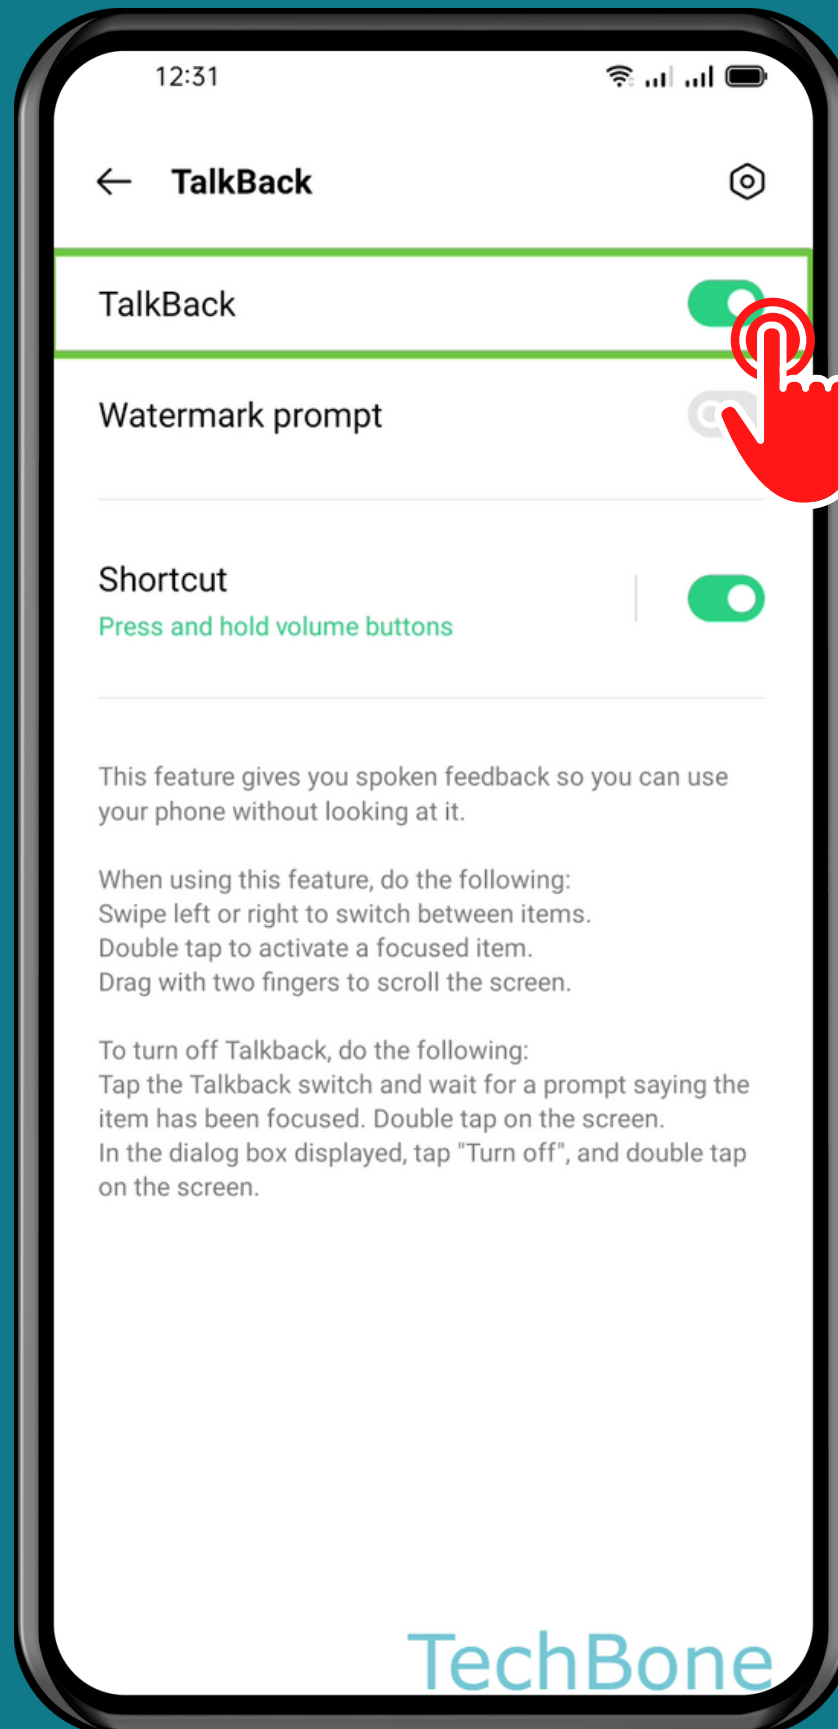 12:31
TalkBack
TalkBack
Watermark prompt
Shortcut
Press and hold volume buttons
This feature gives you spoken feedback so you can use
your phone without looking at it.
When using this feature, do the following:
Swipe left or right to switch between items.
Double tap to activate a focused item.
Drag with two fingers to scroll the screen.
To turn off Talkback, do the following:
Tap the Talkback switch and wait for a prompt saying the
item has been focused. Double tap on the screen.
In the dialog box displayed, tap "Turn off", and double tap
on the screen.
TechBone